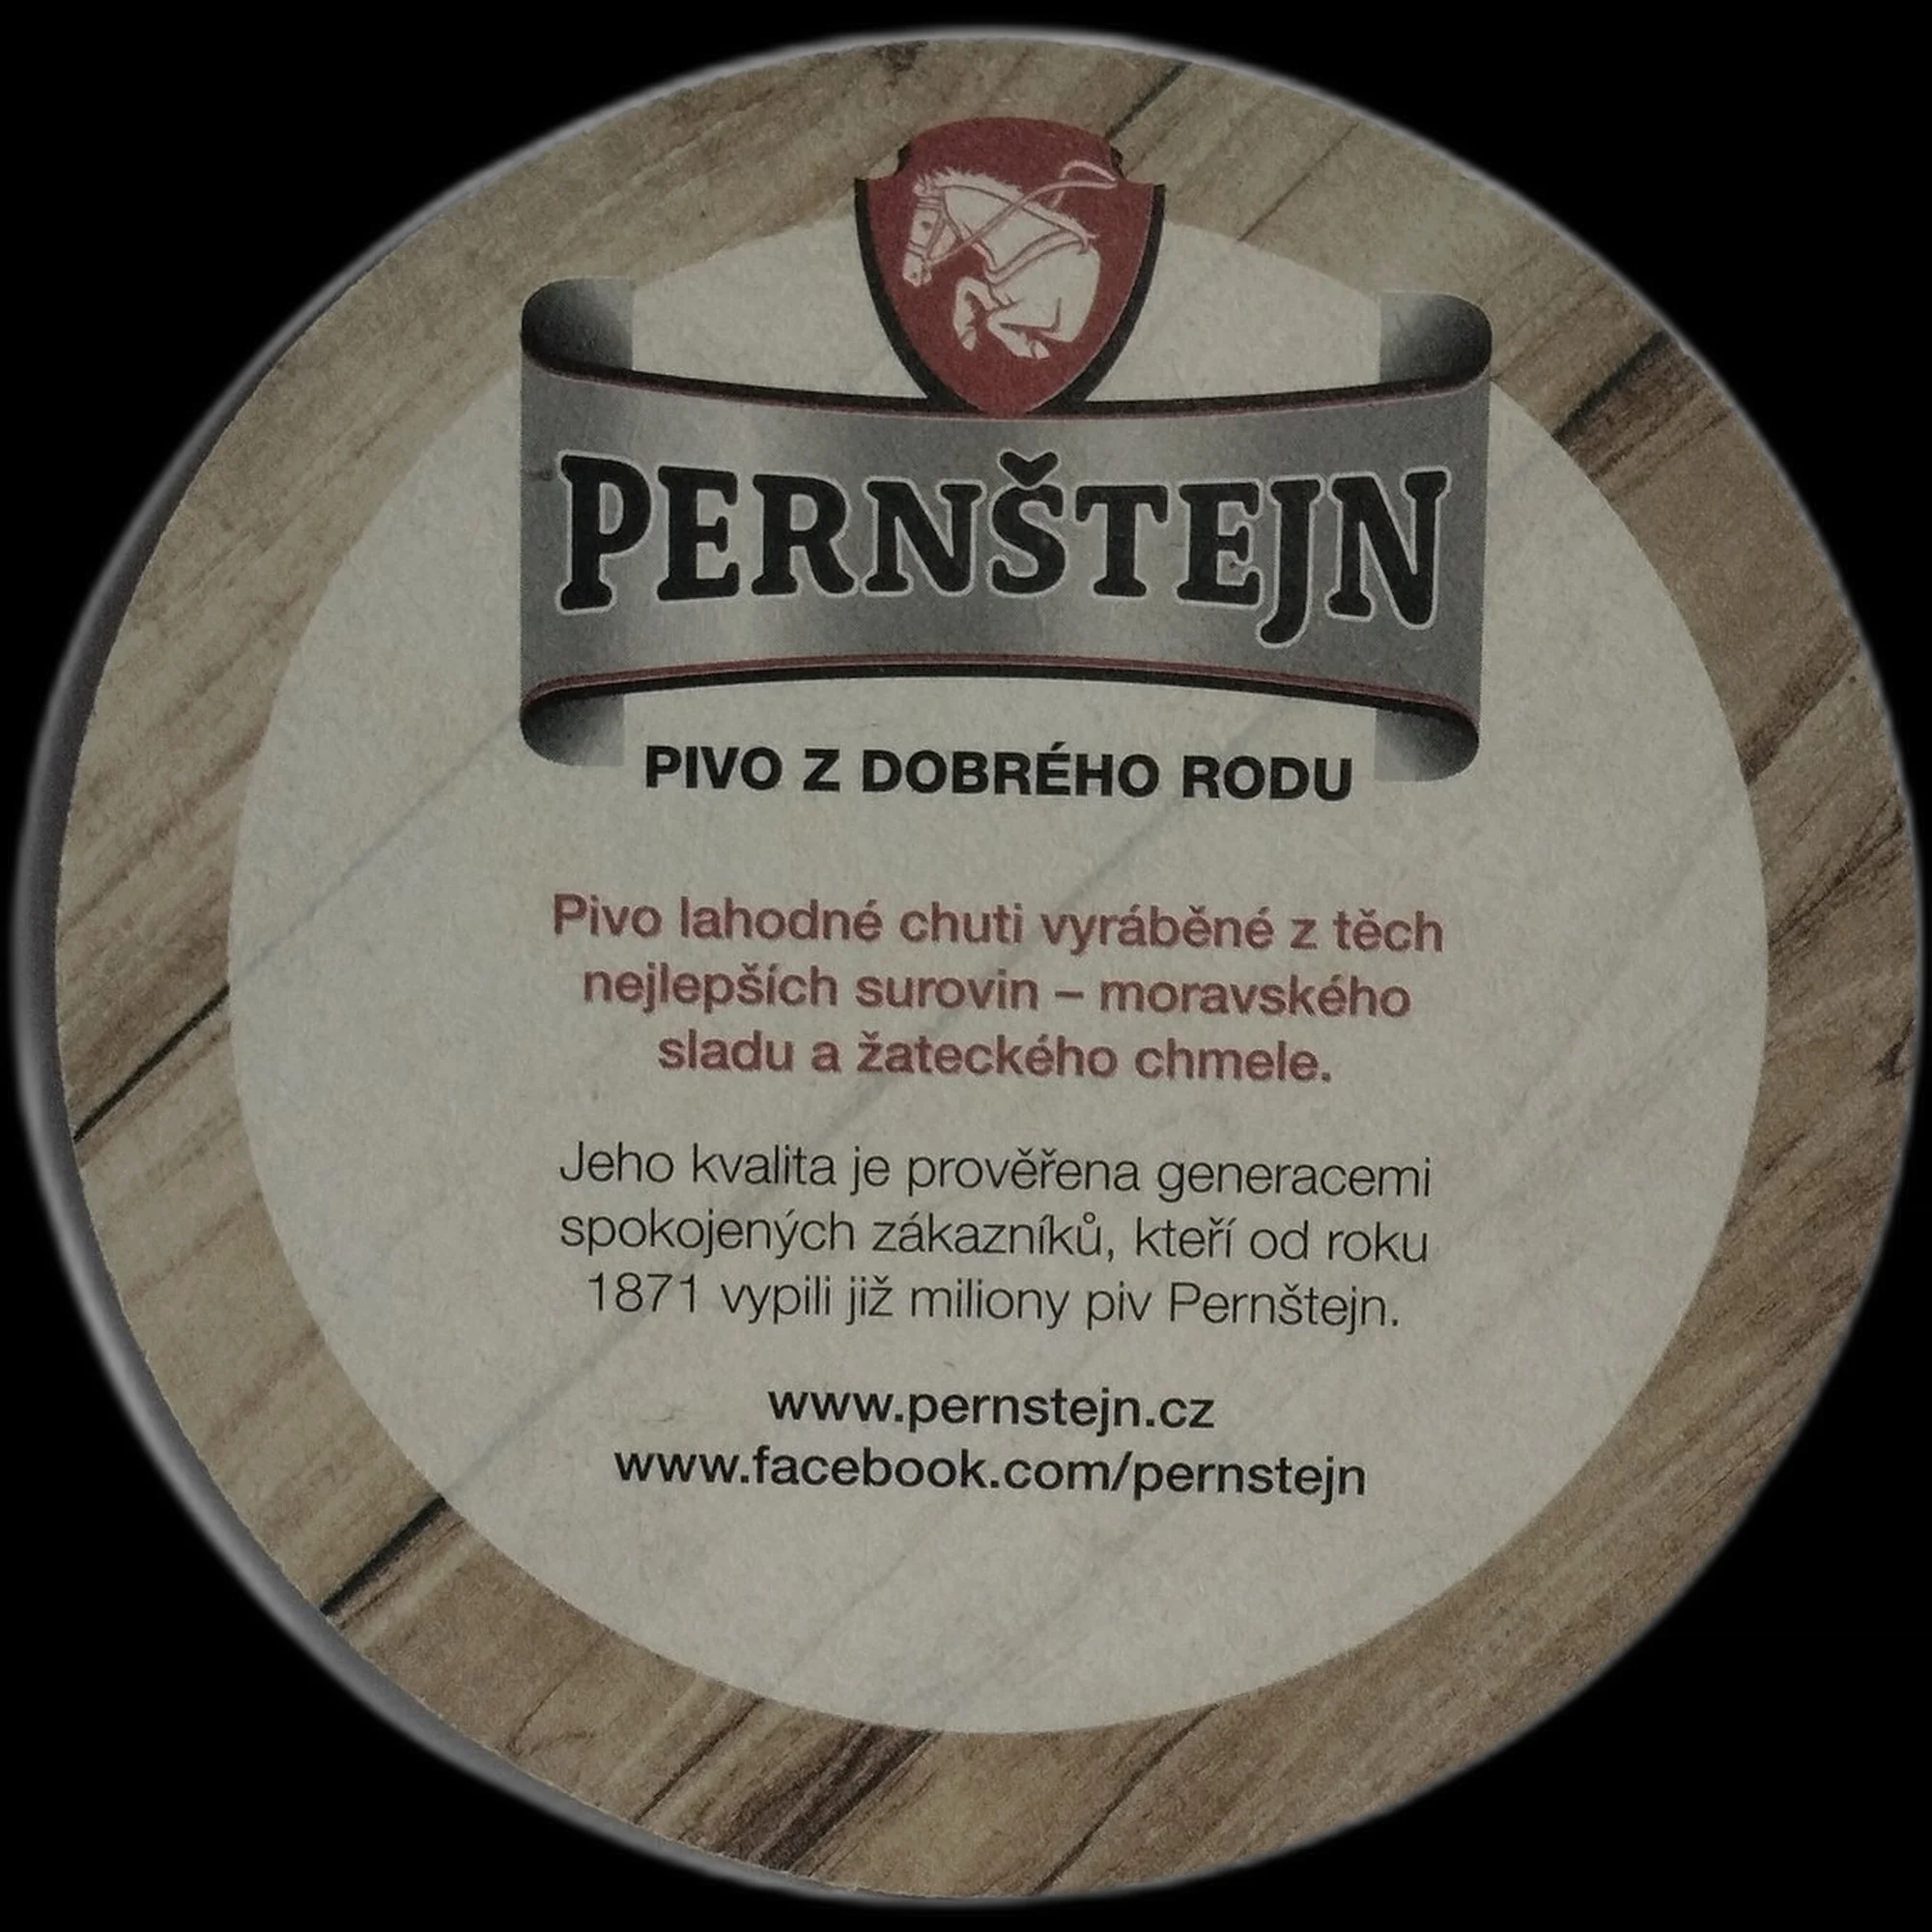 PERNŠTEJN
PIVO Z DOBRÉHO RODU
Pivo lahodné chuti vyráběné z těch
nejlepších surovin – moravského
sladu a žateckého chmele.
Jeho kvalita je prověřena generacemi
spokojených zákazníků, kteří od roku
1871 vypili již miliony piv Pernštejn.
www.pernstejn.cz
www.facebook.com/pernstejn